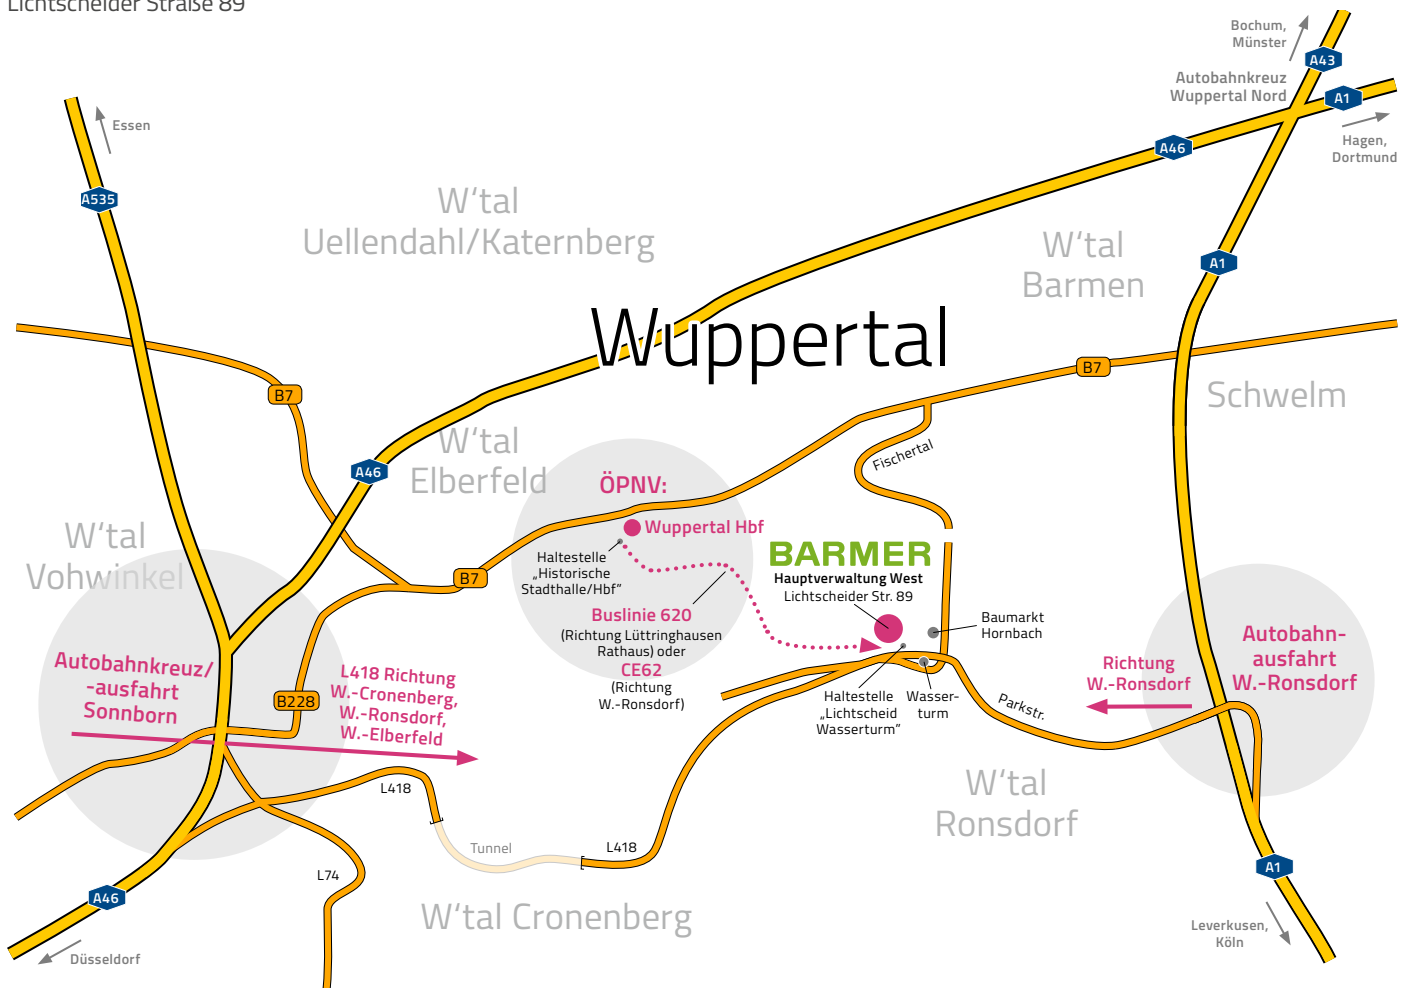 Lichtscheider Straße 89
Bochum,
Münster
A43
Autobahnkreuz
Wuppertal Nord
A1
Hagen,
Dortmund
A46
Essen
A535
W‘tal
Uellendahl/Katernberg
W‘tal
Barmen
A1
Wuppertal
B7
B7
Schwelm
W‘tal
Elberfeld
A46
Fischertal
ÖPNV:
Wuppertal Hbf
Haltestelle
„Historische
Stadthalle/Hbf“
BARMER
Hauptverwaltung West
Lichtscheider Str. 89
W‘tal
Vohwinkel
B7
Buslinie 620
(Richtung Lüttringhausen
Rathaus) oder
CE62
(Richtung
W.-Ronsdorf)
Baumarkt
Hornbach
Autobahnkreuz/
-ausfahrt
Sonnborn
L418 Richtung
W.-Cronenberg,
W.-Ronsdorf,
W.-Elberfeld
B228
Haltestelle
„Lichtscheid
Wasserturm“
Wasser-
turm
Parkstr.
Richtung
W.-Ronsdorf
Autobahn-
ausfahrt
W.-Ronsdorf
L418
Tunnel
L418
W‘tal
Ronsdorf
L74
A46
W‘tal Cronenberg
A1
Leverkusen,
Köln
Düsseldorf